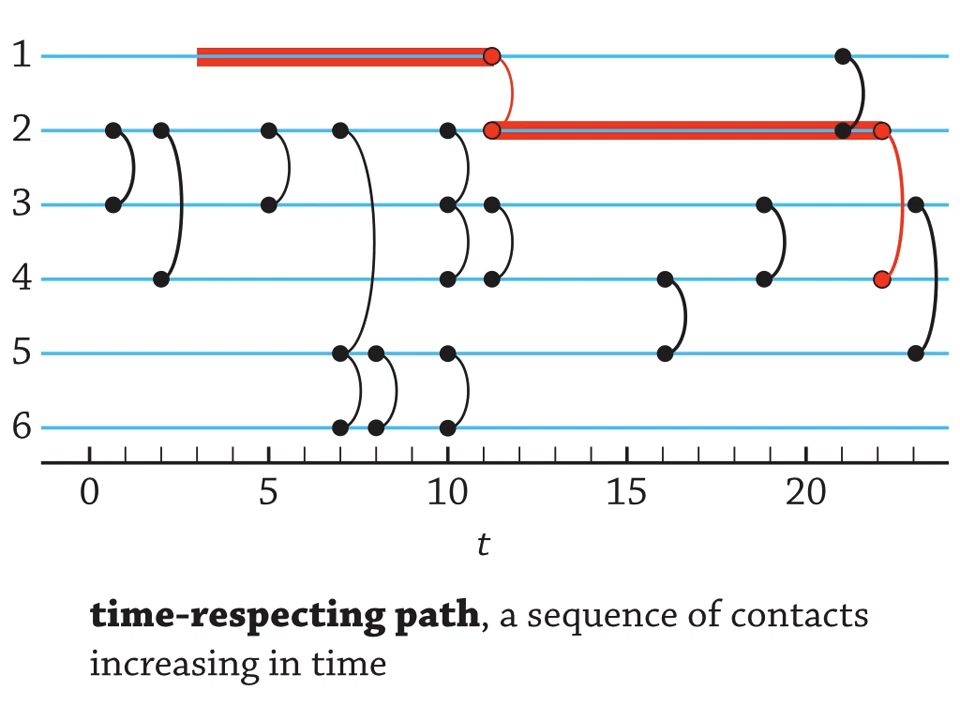 1
2
3
4
5
6
0 5 10 15 20
t
time-respecting path, a sequence of contacts
increasing in time